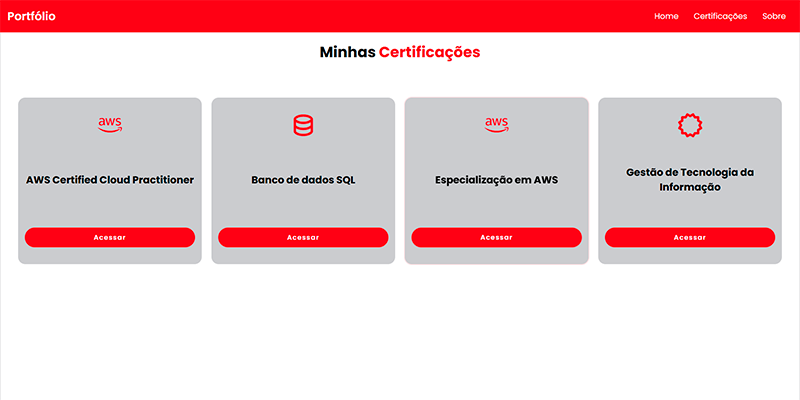 Portfólio
Home Certificações Sobre
Minhas Certificações
aws
AWS Certified Cloud Practitioner
Acessar
Banco de dados SQL
Acessar
aws
Especialização em AWS
Acessar
Gestão de Tecnologia da
Informação
Acessar